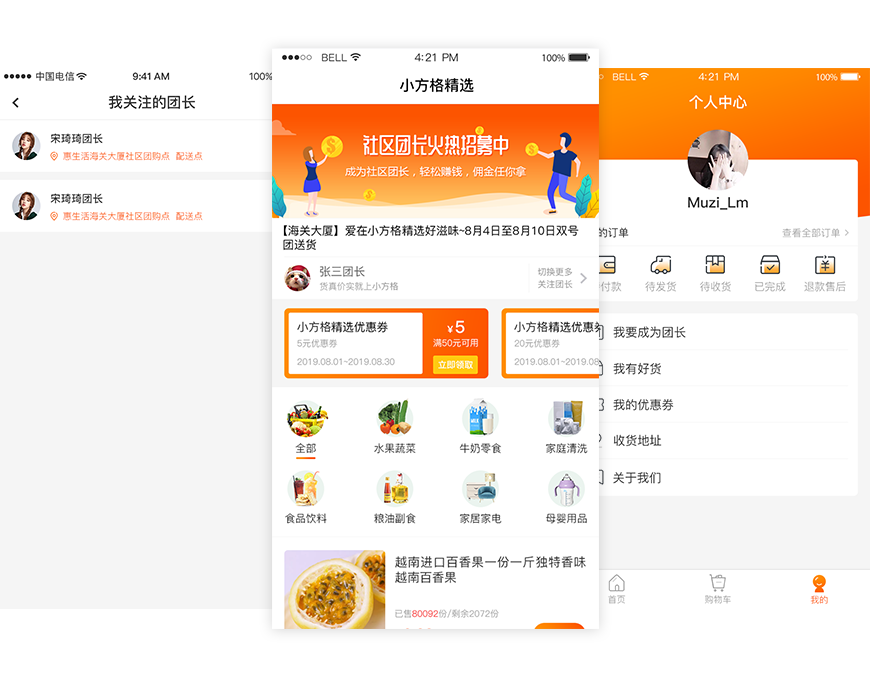 中国电信
9:41 AM
100%
我关注的团长
宋琦琦团长
惠生活海关大厦社区团购点 配送点
宋琦琦团长
惠生活海关大厦社区团购点 配送点
BELL
4:21 PM
100%
小方格精选
社区团长火热招募中
成为社区团长，轻松赚钱，佣金任你拿
【海关大厦】爱在小方格精选好滋味~8月4日至8月10日双号
团送货
张三团长
货真价实就上小方格
切换更多
关注团长
小方格精选优惠券
5元优惠券
2019.08.01~2019.08.30
¥5
满50元可用
立即领取
小方格精选优惠券
20元优惠券
2019.08.01~2019.08
全部
水果蔬菜
牛奶零食
家庭清洗
食品饮料
粮油副食
家居家电
母婴用品
越南进口百香果一份一斤独特香味
越南百香果
已售80092份/剩余2072份
BELL
4:21 PM
100%
个人中心
Muzi_Lm
的订单
查看全部订单
付款
待发货
待收货
已完成
退款售后
我要成为团长
我有好货
我的优惠券
收货地址
关于我们
首页
购物车
我的